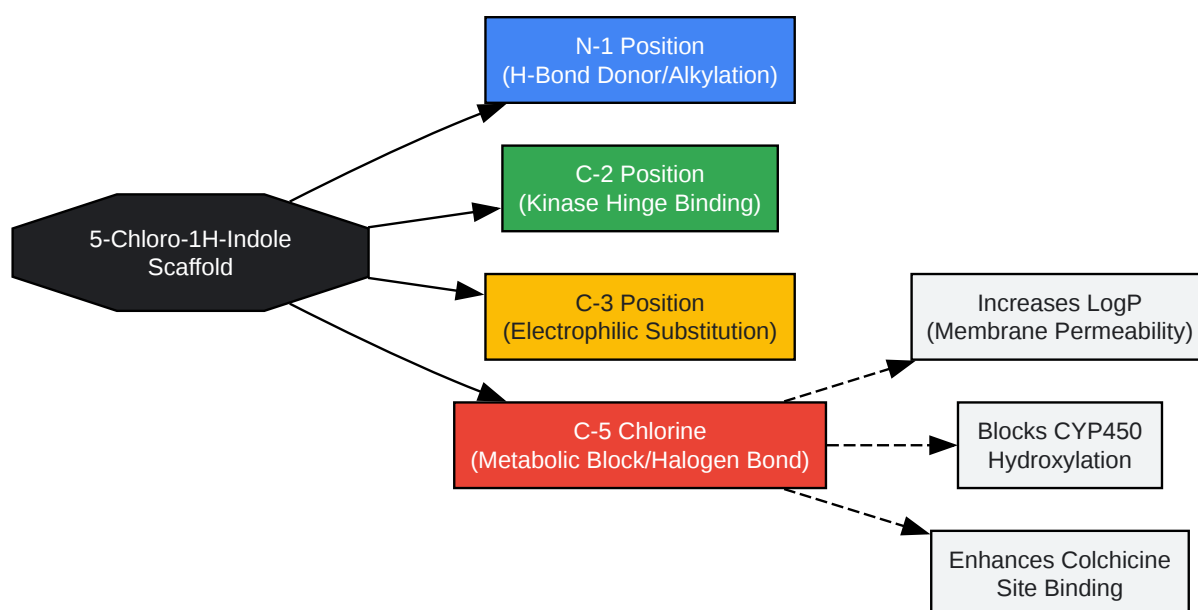 N-1 Position
(H-Bond Donor/Alkylation)
C-2 Position
(Kinase Hinge Binding)
5-Chloro-1H-Indole
Scaffold
C-3 Position
(Electrophilic Substitution)
Increases LogP
(Membrane Permeability)
C-5 Chlorine
(Metabolic Block/Halogen Bond)
Blocks CYP450
Hydroxylation
Enhances Colchicine
Site Binding